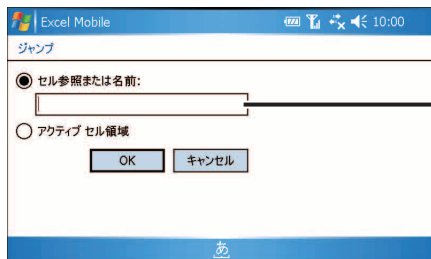 Excel Mobile 10:00
ジャンプ
セル参照または名前:
アクティブ セル領域
OK キャンセル
あ